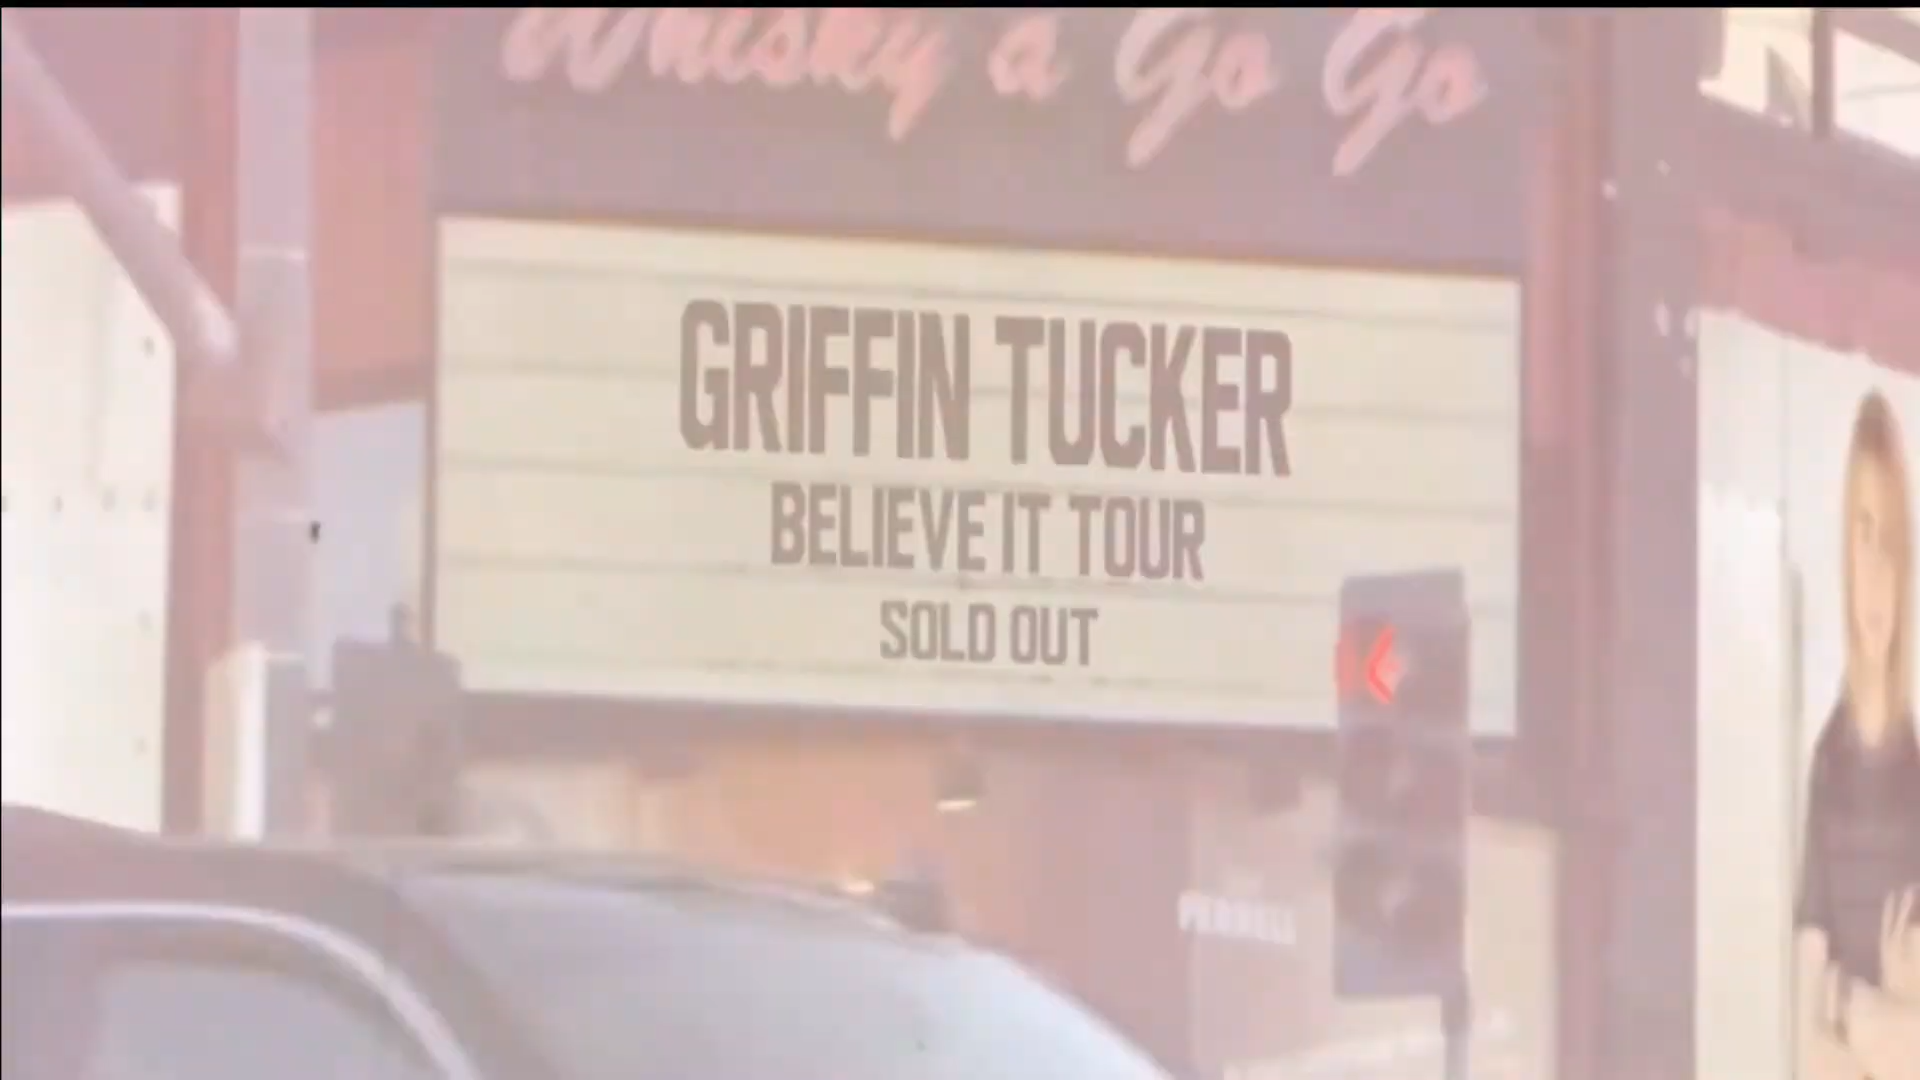 Whisky a Go Go
GRIFFIN TUCKER
BELIEVE IT TOUR
SOLD OUT